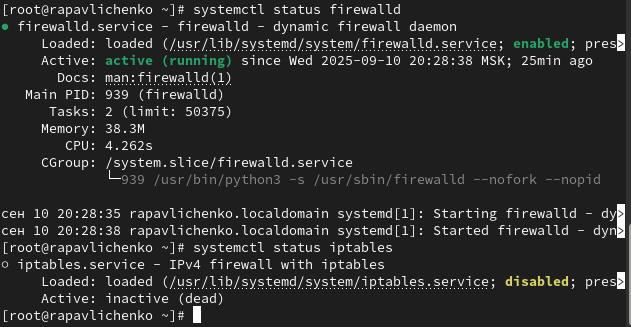 [root@rapavlichenko ~]# systemctl status firewalld
● firewalld.service - firewalld - dynamic firewall daemon
Loaded: loaded (/usr/lib/systemd/system/firewalld.service; enabled; pres>
Active: active (running) since Wed 2025-09-10 20:28:38 MSK; 25min ago
Docs: man:firewalld(1)
Main PID: 939 (firewalld)
Tasks: 2 (limit: 50375)
Memory: 38.3M
CPU: 4.262s
CGroup: /system.slice/firewalld.service
└─939 /usr/bin/python3 -s /usr/sbin/firewalld --nofork --nopid
сен 10 20:28:35 rapavlichenko.localdomain systemd[1]: Starting firewalld - dy>
сен 10 20:28:38 rapavlichenko.localdomain systemd[1]: Started firewalld - dyn>
[root@rapavlichenko ~]# systemctl status iptables
○ iptables.service - IPv4 firewall with iptables
Loaded: loaded (/usr/lib/systemd/system/iptables.service; disabled; pres>
Active: inactive (dead)
[root@rapavlichenko ~]#